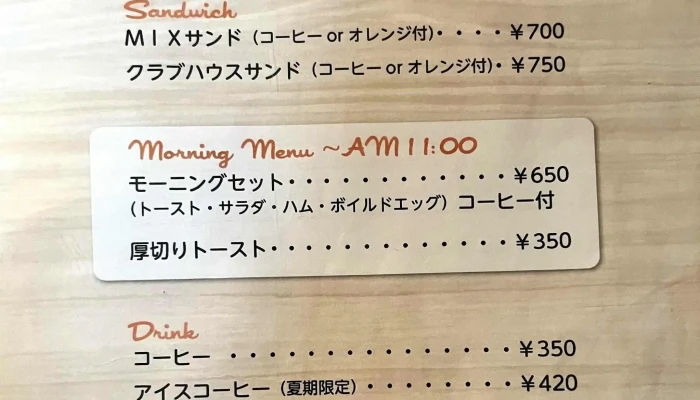 Sandwich
ＭＩＸサンド（コーヒー or オレンジ付）・・・・￥700
クラブハウスサンド（コーヒー or オレンジ付）・￥750
Morning Menu ～AM11:00
モーニングセット・・・・・・・・・・・・・￥650
（トースト・サラダ・ハム・ボイルドエッグ）コーヒー付
厚切りトースト・・・・・・・・・・・・・・￥350
Drink
コーヒー ・・・・・・・・・・・・・・・・￥350
アイスコーヒー（夏期限定）・・・・・・・・￥420